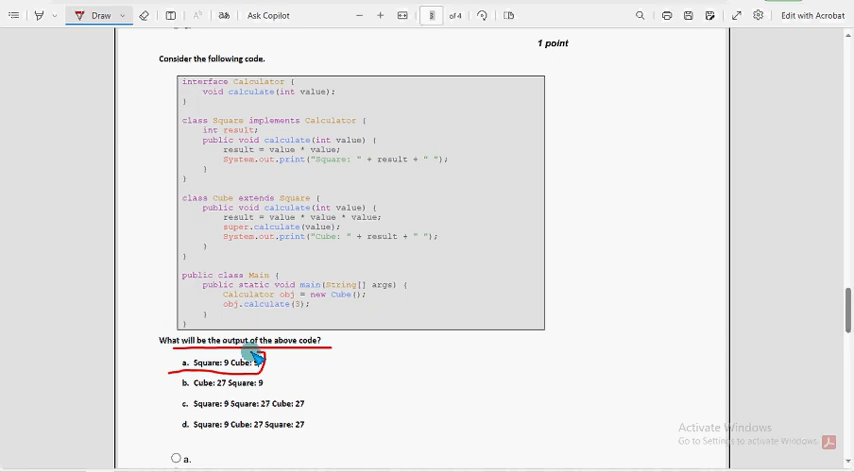 Draw
Ask Copilot
of 4
Edit with Acrobat
1 point
Consider the following code.
interface Calculator {
void calculate(int value);
}
class Square implements Calculator {
int result;
public void calculate(int value) {
result = value * value;
System.out.print("Square: " + result + " ");
}
}
class Cube extends Square {
public void calculate(int value) {
result = value * value * value;
super.calculate(value);
System.out.print("Cube: " + result + " ");
}
}
public class Main {
public static void main(String[] args) {
Calculator obj = new Cube();
obj.calculate(3);
}
}
What will be the output of the above code?
a. Square: 9 Cube:
b. Cube: 27 Square: 9
c. Square: 9 Square: 27 Cube: 27
d. Square: 9 Cube: 27 Square: 27
a.
Activate Windows
Go to Settings to activate Windows.